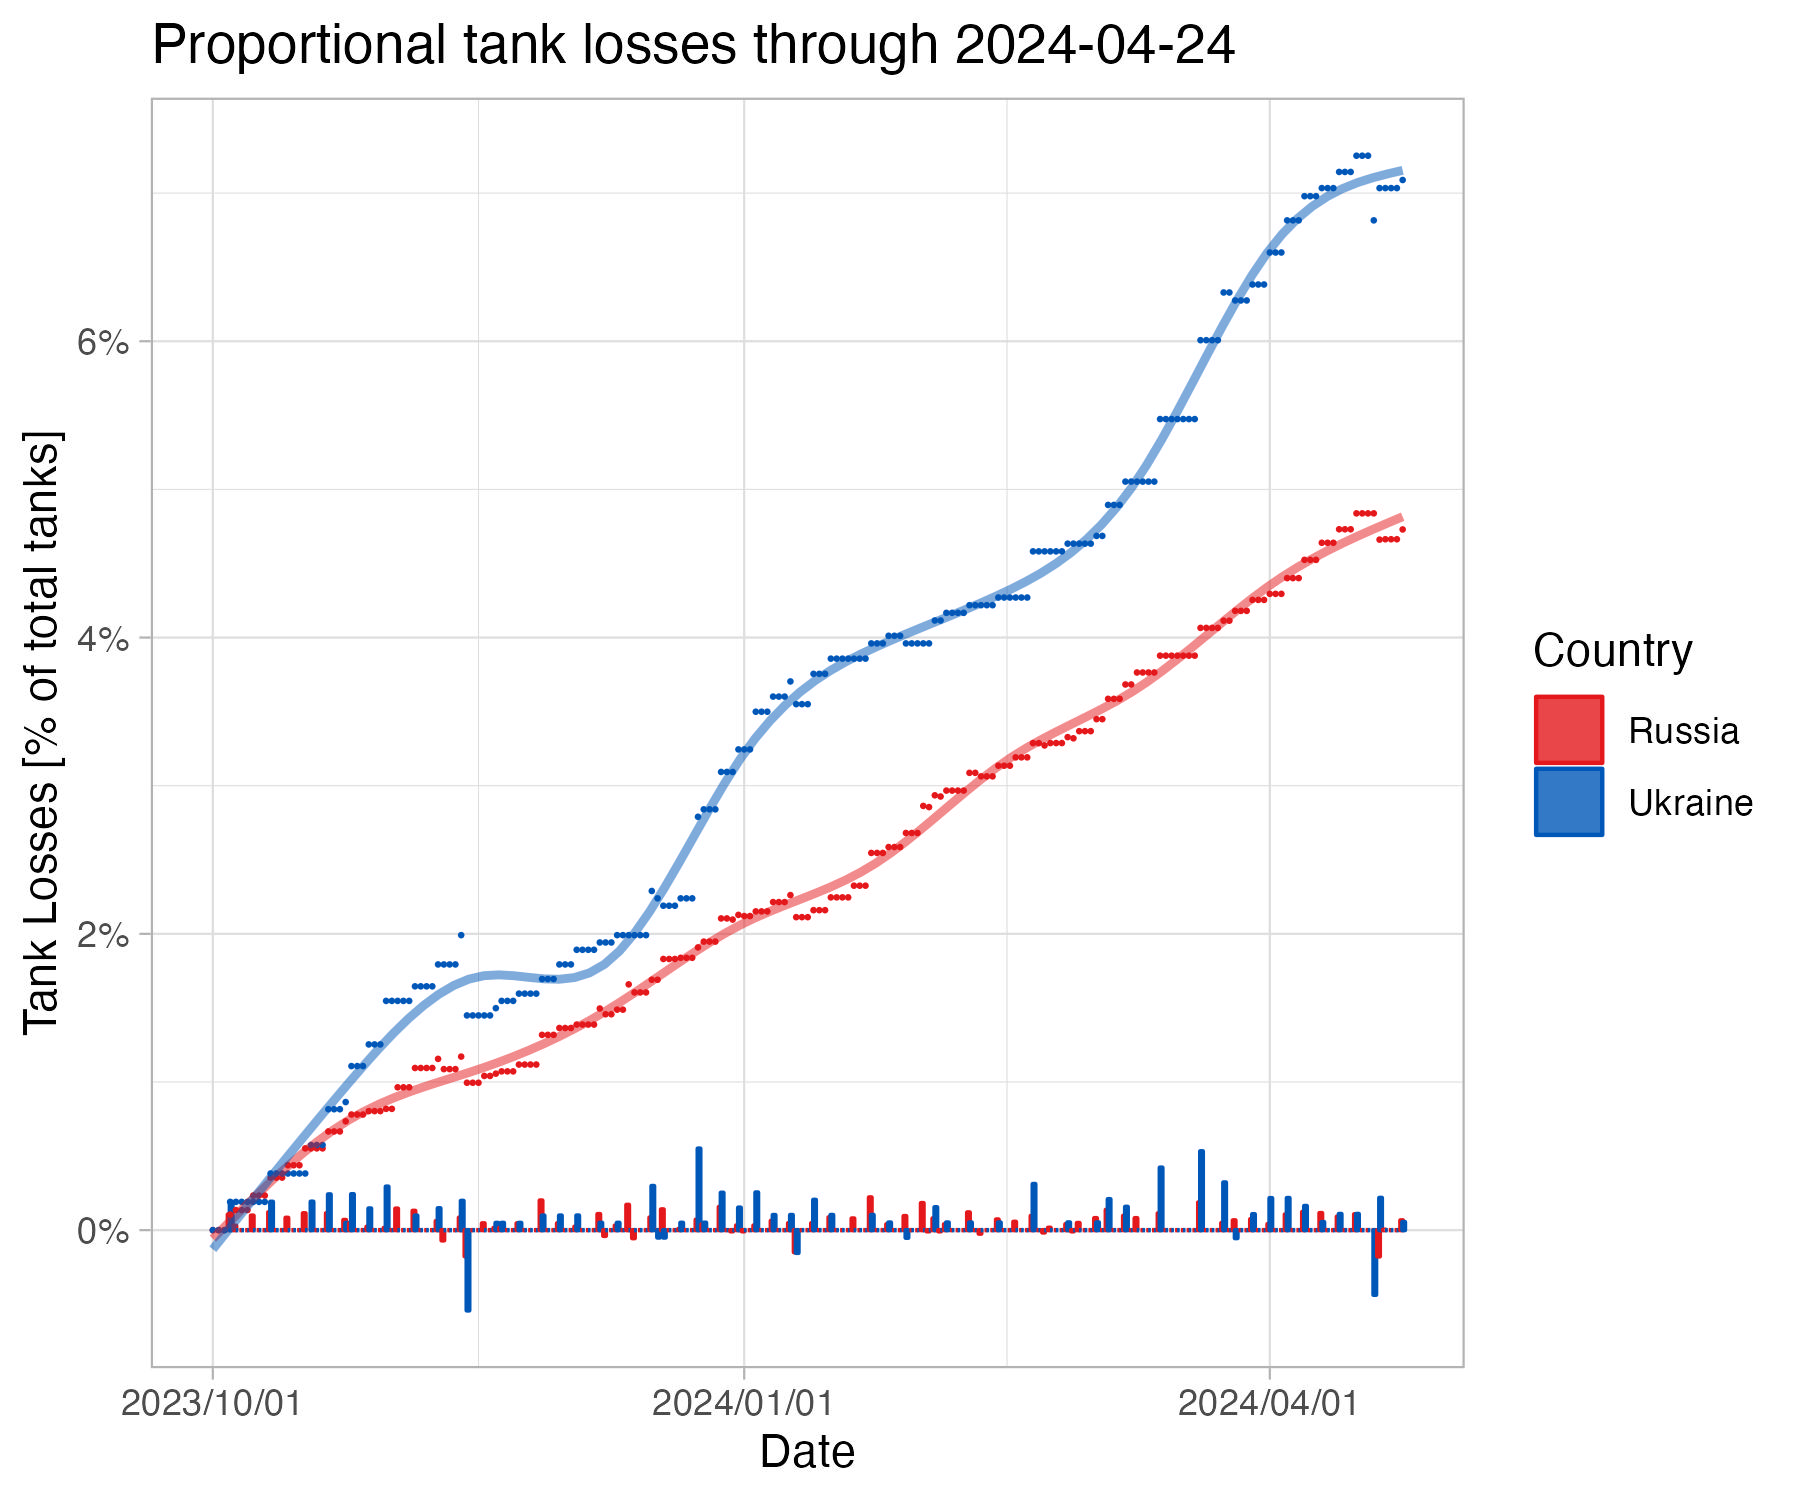 Proportional tank losses through 2024-04-24
Tank Losses [% of total tanks]
6%
4%
2%
0%
2023/10/01
2024/01/01
2024/04/01
Date
Country
Russia
Ukraine